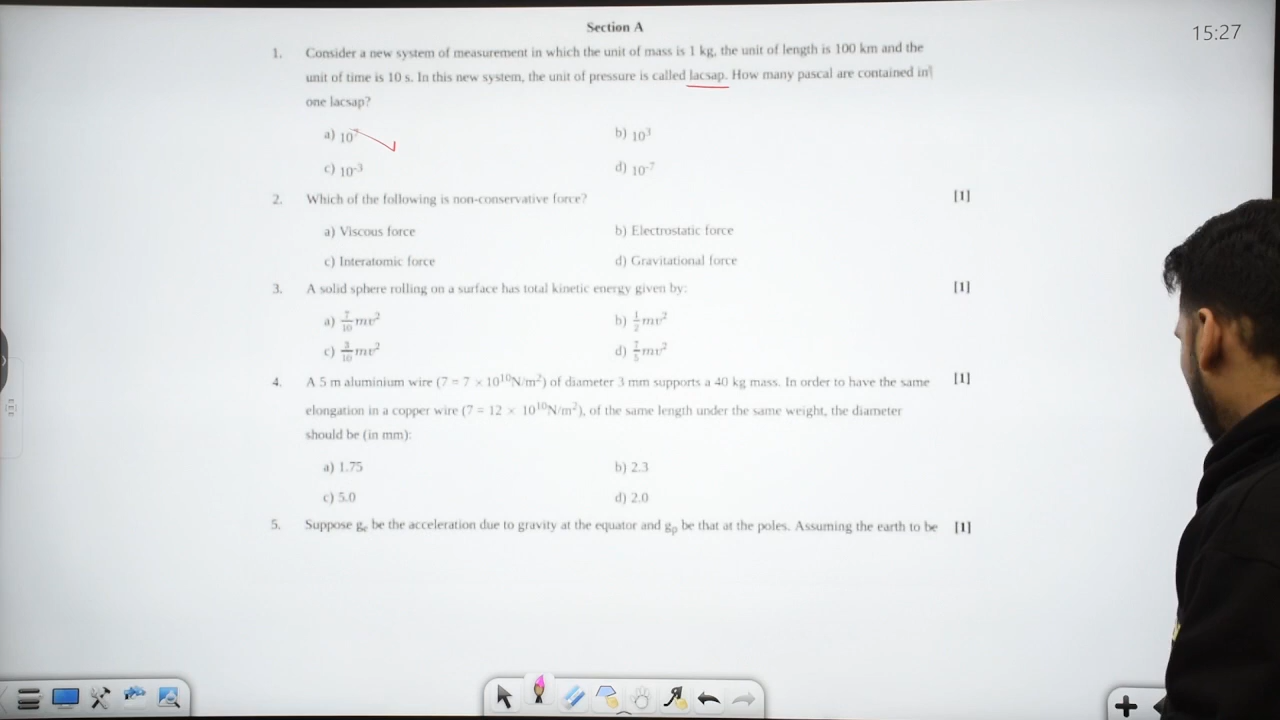 Section A
15:27
1. Consider a new system of measurement in which the unit of mass is 1 kg, the unit of length is 100 km and the
unit of time is 10 s. In this new system, the unit of pressure is called lacsap. How many pascal are contained in
one lacsap?
a) 10⁻⁷ b) 10³
c) 10⁻³ d) 10⁻⁷
2. Which of the following is non-conservative force? [1]
a) Viscous force b) Electrostatic force
c) Interatomic force d) Gravitational force
3. A solid sphere rolling on a surface has total kinetic energy given by: [1]
a) 7/10 mv² b) 1/2 mv²
c) 3/10 mv² d) 7/5 mv²
4. A 5 m aluminium wire (7 = 7 × 10¹⁰N/m²) of diameter 3 mm supports a 40 kg mass. In order to have the same [1]
elongation in a copper wire (7 = 12 × 10¹⁰N/m²), of the same length under the same weight, the diameter
should be (in mm):
a) 1.75 b) 2.3
c) 5.0 d) 2.0
5. Suppose gₑ be the acceleration due to gravity at the equator and gₚ be that at the poles. Assuming the earth to be [1]